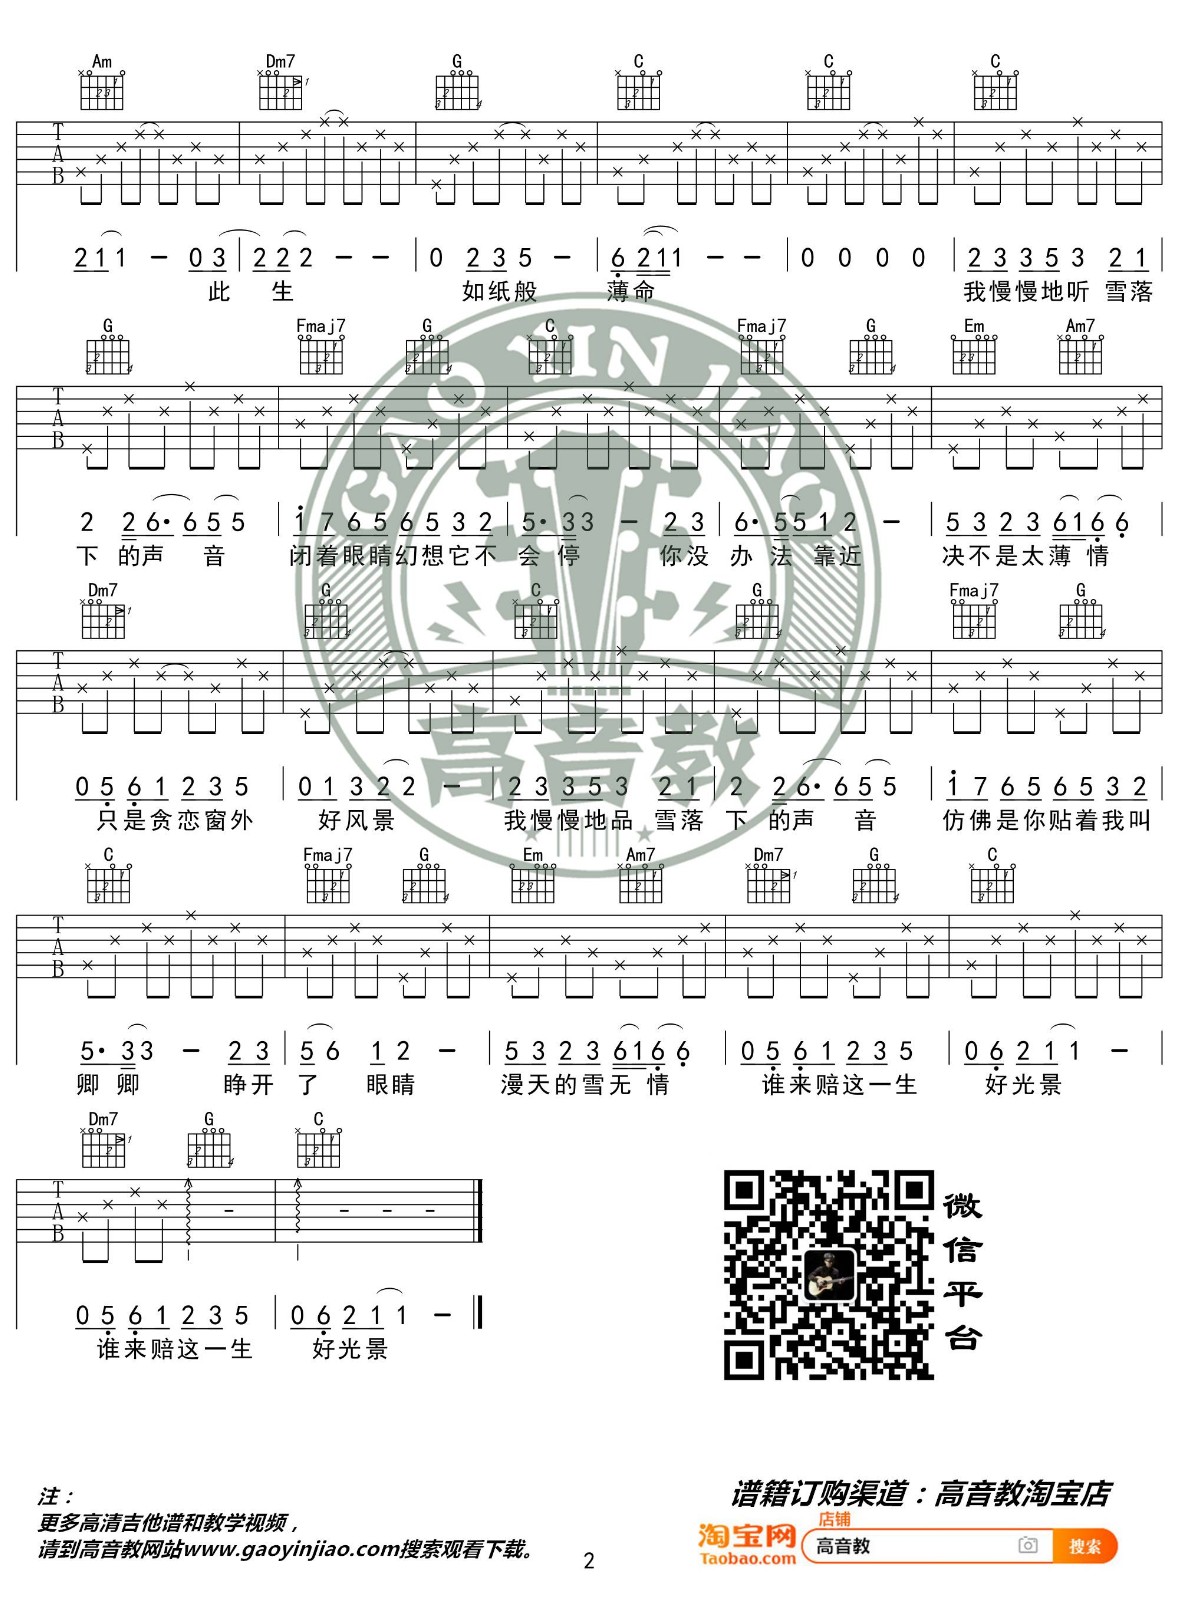 Am Dm7 G C C C
T A B
2 1 1 - 0 3 2 2 2 - - 0 2 3 5 - 6 2 1 1 - - 0 0 0 0 2 3 3 5 3 2 1
此 生 如纸般 薄命 我慢慢地听 雪落
G Fmaj7 G C Fmaj7 G Em Am7
T A B
2 2 6· 6 5 5 1 7 6 5 6 5 3 2 5· 3 3 - 2 3 6· 5 5 1 2 - 5 3 2 3 6 1 6 6
下 的声 音 闭着眼睛幻想它不 会 停 你没 办 法 靠近 决不是太薄 情
Dm7 G C G Fmaj7 G
T A B
0 5 6 1 2 3 5 0 1 3 2 2 - 2 3 3 5 3 2 1 2 2 6· 6 5 5 1 7 6 5 6 5 3 2
只是贪恋窗外 好风景 我慢慢地品 雪落 下 的声 音 仿佛是你贴着我叫
C Fmaj7 G Em Am7 Dm7 G C
T A B
5· 3 3 - 2 3 5 6 1 2 - 5 3 2 3 6 1 6 6 0 5 6 1 2 3 5 0 6 2 1 1 -
卿 卿 睁开 了 眼睛 漫天的雪无 情 谁来赔这一生 好光景
Dm7 G C
T A B
0 5 6 1 2 3 5 0 6 2 1 1 -
谁来赔这一生 好光景
GAO YIN JIAO
高音教
微信平台
注：
更多高清吉他谱和教学视频，
请到高音教网站www.gaoyinjiao.com搜索观看下载。
2
谱籍订购渠道：高音教淘宝店
淘宝网
Taobao.com
店铺
高音教
搜索